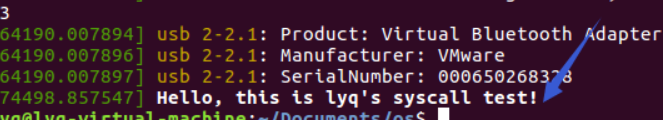 3
64190.007894] usb 2-2.1: Product: Virtual Bluetooth Adapter
64190.007896] usb 2-2.1: Manufacturer: VMware
64190.007897] usb 2-2.1: SerialNumber: 000650268328
74498.857547] Hello, this is lyq's syscall test!
yq@lyq-virtual-machine:~/Documents/os$